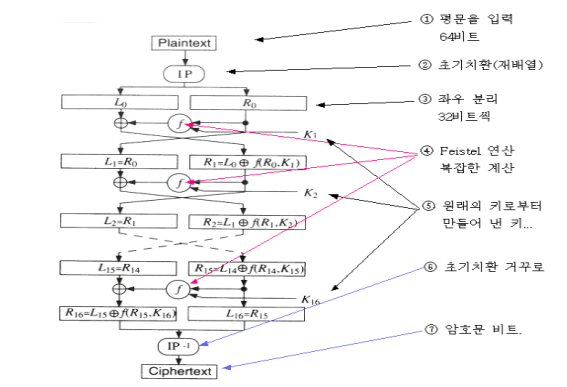 ① 평문을 입력
64비트
Plaintext
IP
② 초기치환(재배열)
L0
R0
③ 좌우 분리
32비트씩
f
K1
④ Feistel 연산
복잡한 계산
L1=R0
R1=L0⊕f(R0,K1)
f
K2
⑤ 원래의 키로부터
만들어 낸 키...
L2=R1
R2=L1⊕f(R1,K2)
L15=R14
R15=L14⊕f(R14,K15)
⑥ 초기치환 거꾸로
f
K16
R16=L15⊕f(R15,K16)
L16=R15
⑦ 암호문 비트.
IP-1
Ciphertext